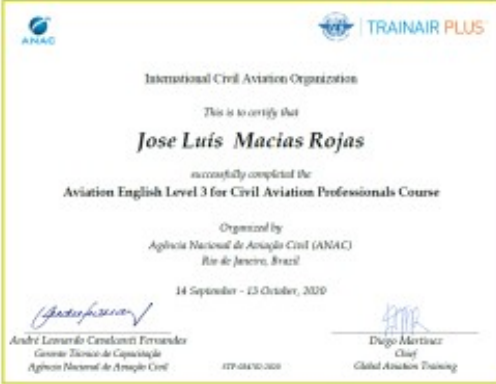 ANAC
TRAINAIR PLUS
International Civil Aviation Organization
This is to certify that
Jose Luís Macias Rojas
successfully completed the
Aviation English Level 3 for Civil Aviation Professionals Course
Organized by
Agência Nacional de Aviação Civil (ANAC)
Rio de Janeiro, Brazil
14 September - 15 October, 2020
André Leonardo Cavalcanti Fernandes
Gerente Técnico de Capacitação
Agência Nacional de Aviação Civil
Diego Martinez
Chief
Global Aviation Training